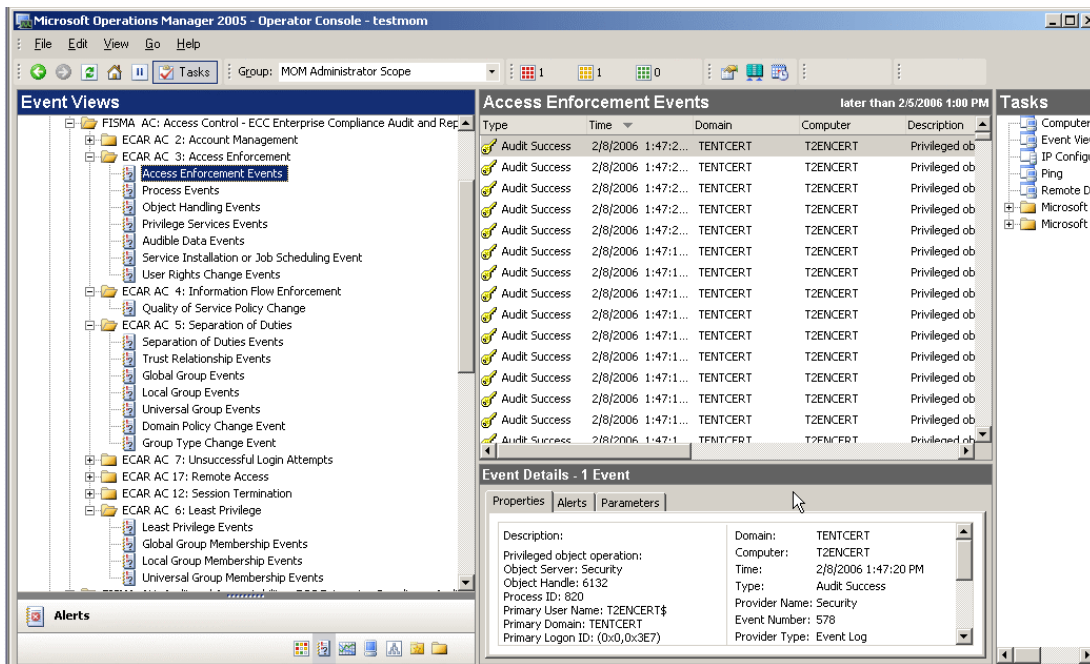 Microsoft Operations Manager 2005 - Operator Console - testmom
File Edit View Go Help
Tasks Group: MOM Administrator Scope 1 1 0
Event Views
FISMA AC: Access Control - ECC Enterprise Compliance Audit and Rep
ECAR AC 2: Account Management
ECAR AC 3: Access Enforcement
Access Enforcement Events
Process Events
Object Handling Events
Privilege Services Events
Audible Data Events
Service Installation or Job Scheduling Event
User Rights Change Events
ECAR AC 4: Information Flow Enforcement
Quality of Service Policy Change
ECAR AC 5: Separation of Duties
Separation of Duties Events
Trust Relationship Events
Global Group Events
Local Group Events
Universal Group Events
Domain Policy Change Event
Group Type Change Event
ECAR AC 7: Unsuccessful Login Attempts
ECAR AC 17: Remote Access
ECAR AC 12: Session Termination
ECAR AC 6: Least Privilege
Least Privilege Events
Global Group Membership Events
Local Group Membership Events
Universal Group Membership Events
Alerts
Access Enforcement Events later than 2/5/2006 1:00 PM
Type Time Domain Computer Description
Audit Success 2/8/2006 1:47:2... TENTCERT T2ENCERT Privileged ob
Audit Success 2/8/2006 1:47:2... TENTCERT T2ENCERT Privileged ob
Audit Success 2/8/2006 1:47:2... TENTCERT T2ENCERT Privileged ob
Audit Success 2/8/2006 1:47:2... TENTCERT T2ENCERT Privileged ob
Audit Success 2/8/2006 1:47:2... TENTCERT T2ENCERT Privileged ob
Audit Success 2/8/2006 1:47:1... TENTCERT T2ENCERT Privileged ob
Audit Success 2/8/2006 1:47:1... TENTCERT T2ENCERT Privileged ob
Audit Success 2/8/2006 1:47:1... TENTCERT T2ENCERT Privileged ob
Audit Success 2/8/2006 1:47:1... TENTCERT T2ENCERT Privileged ob
Audit Success 2/8/2006 1:47:1... TENTCERT T2ENCERT Privileged ob
Audit Success 2/8/2006 1:47:1... TENTCERT T2ENCERT Privileged ob
Audit Success 2/8/2006 1:47:1... TENTCERT T2ENCERT Privileged ob
Audit Success 2/8/2006 1:47:1... TENTCERT T2ENCERT Privileged ob
Audit Success 2/8/2006 1:47:1... TENTCERT T2ENCERT Privileged ob
Audit Success 2/8/2006 1:47:1 TENTCERT T2ENCERT Privileged ob
Event Details - 1 Event
Properties Alerts Parameters
Description:
Privileged object operation:
Object Server: Security
Object Handle: 6132
Process ID: 820
Primary User Name: T2ENCERT$
Primary Domain: TENTCERT
Primary Logon ID: (0x0,0x3E7)
Domain: TENTCERT
Computer: T2ENCERT
Time: 2/8/2006 1:47:20 PM
Type: Audit Success
Provider Name: Security
Event Number: 578
Provider Type: Event Log
Tasks
Computer
Event Vie
IP Configu
Ping
Remote D
Microsoft
Microsoft